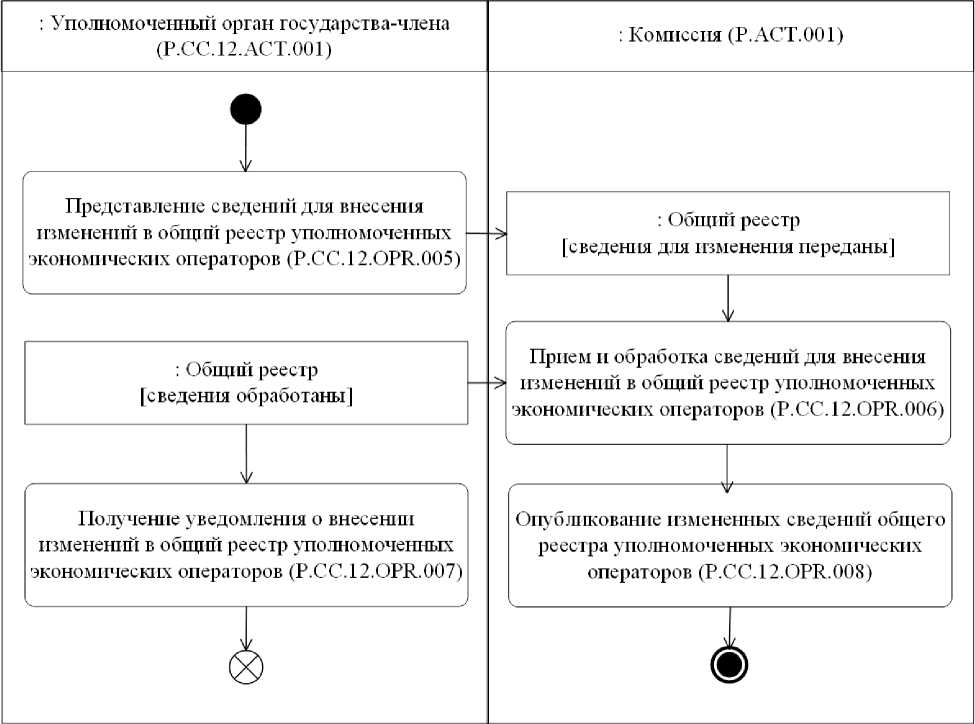 : Уполномоченный орган государства-члена
(P.CC.12.ACT.001)
: Комиссия (P.ACT.001)
Представление сведений для внесения
изменений в общий реестр уполномоченных
экономических операторов (P.CC.12.OPR.005)
: Общий реестр
[сведения для изменения переданы]
: Общий реестр
[сведения обработаны]
Прием и обработка сведений для внесения
изменений в общий реестр уполномоченных
экономических операторов (P.CC.12.OPR.006)
Получение уведомления о внесении
изменений в общий реестр уполномоченных
экономических операторов (P.CC.12.OPR.007)
Опубликование измененных сведений общего
реестра уполномоченных экономических
операторов (P.CC.12.OPR.008)